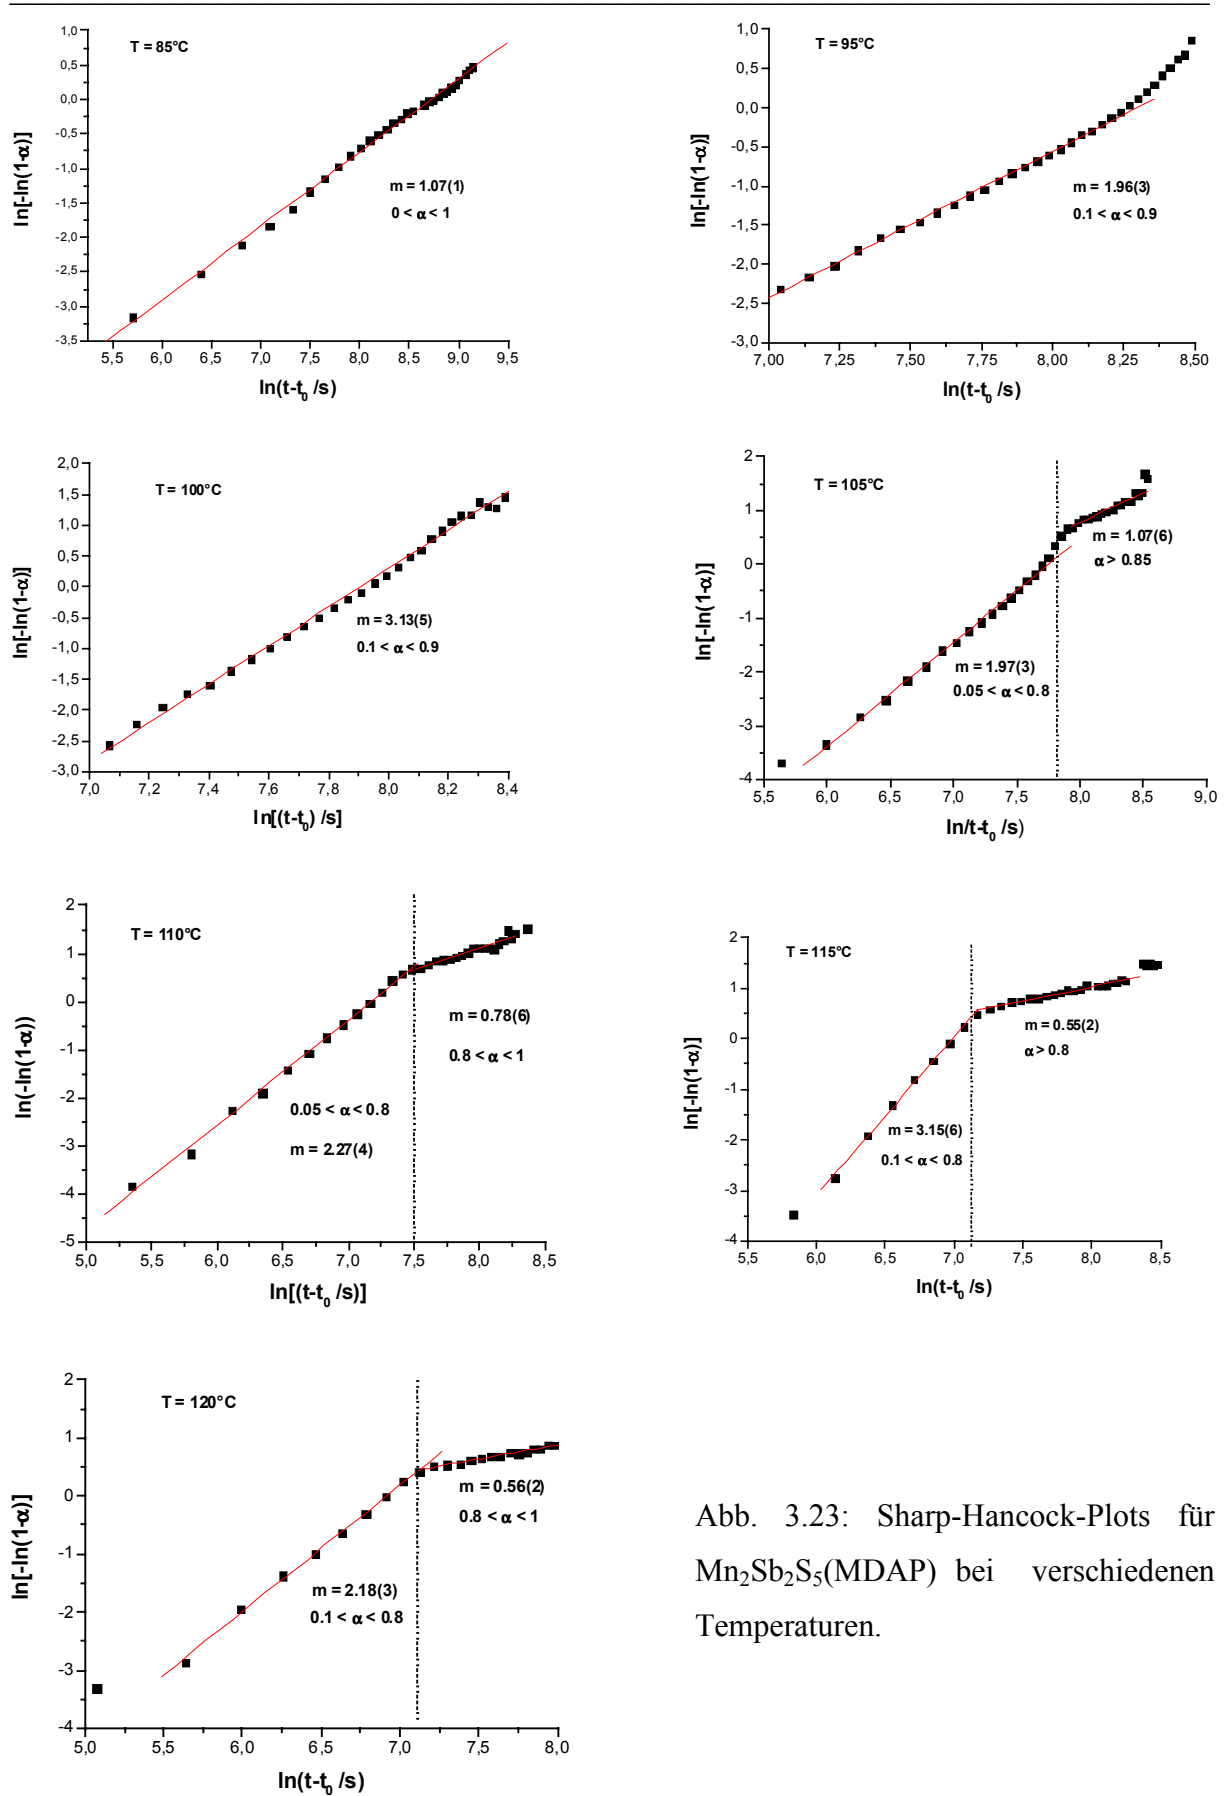 T = 85°C
1,0
0,5
0,0
-0,5
-1,0
-1,5
-2,0
-2,5
-3,0
-3,5
ln[-ln(1-α)]
m = 1.07(1)
0 < α < 1
5,5 6,0 6,5 7,0 7,5 8,0 8,5 9,0 9,5
ln(t-t0 /s)
T = 95°C
1,0
0,5
0,0
-0,5
-1,0
-1,5
-2,0
-2,5
-3,0
ln[-ln(1-α)]
m = 1.96(3)
0.1 < α < 0.9
7,00 7,25 7,50 7,75 8,00 8,25 8,50
ln(t-t0 /s)
T = 100°C
2,0
1,5
1,0
0,5
0,0
-0,5
-1,0
-1,5
-2,0
-2,5
-3,0
ln[-ln(1-α)]
m = 3.13(5)
0.1 < α < 0.9
7,0 7,2 7,4 7,6 7,8 8,0 8,2 8,4
ln[(t-t0) /s]
T = 105°C
2
1
0
-1
-2
-3
-4
ln[-ln(1-α)]
m = 1.07(6)
α > 0.85
m = 1.97(3)
0.05 < α < 0.8
5,5 6,0 6,5 7,0 7,5 8,0 8,5 9,0
ln/t-t0 /s)
T = 110°C
2
1
0
-1
-2
-3
-4
-5
ln(-ln(1-α))
m = 0.78(6)
0.8 < α < 1
0.05 < α < 0.8
m = 2.27(4)
5,0 5,5 6,0 6,5 7,0 7,5 8,0 8,5
ln[(t-t0 /s)]
T = 115°C
2
1
0
-1
-2
-3
-4
ln[-ln(1-α)]
m = 0.55(2)
α > 0.8
m = 3.15(6)
0.1 < α < 0.8
5,5 6,0 6,5 7,0 7,5 8,0 8,5
ln(t-t0 /s)
T = 120°C
2
1
0
-1
-2
-3
-4
ln[-ln(1-α)]
m = 0.56(2)
0.8 < α < 1
m = 2.18(3)
0.1 < α < 0.8
5,0 5,5 6,0 6,5 7,0 7,5 8,0
ln(t-t0 /s)
Abb. 3.23: Sharp-Hancock-Plots für
Mn2Sb2S5(MDAP) bei verschiedenen
Temperaturen.